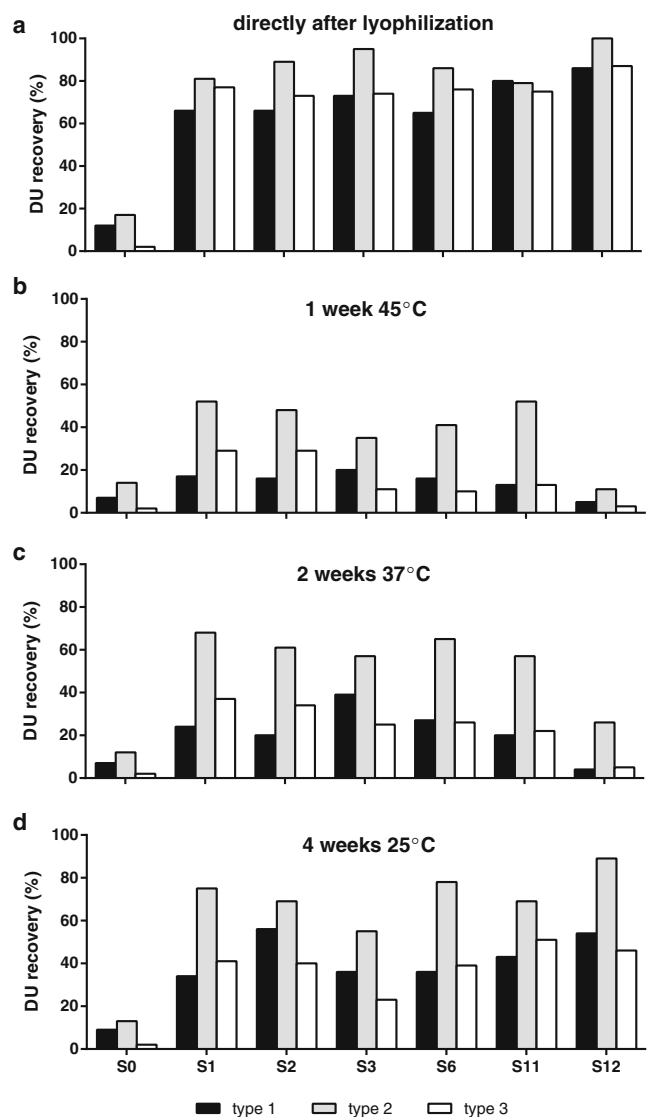 a
directly after lyophilization
100
80
60
40
20
0
DU recovery (%)
b
1 week 45°C
100
80
60
40
20
0
DU recovery (%)
c
2 weeks 37°C
100
80
60
40
20
0
DU recovery (%)
d
4 weeks 25°C
100
80
60
40
20
0
DU recovery (%)
S0 S1 S2 S3 S6 S11 S12
type 1 type 2 type 3